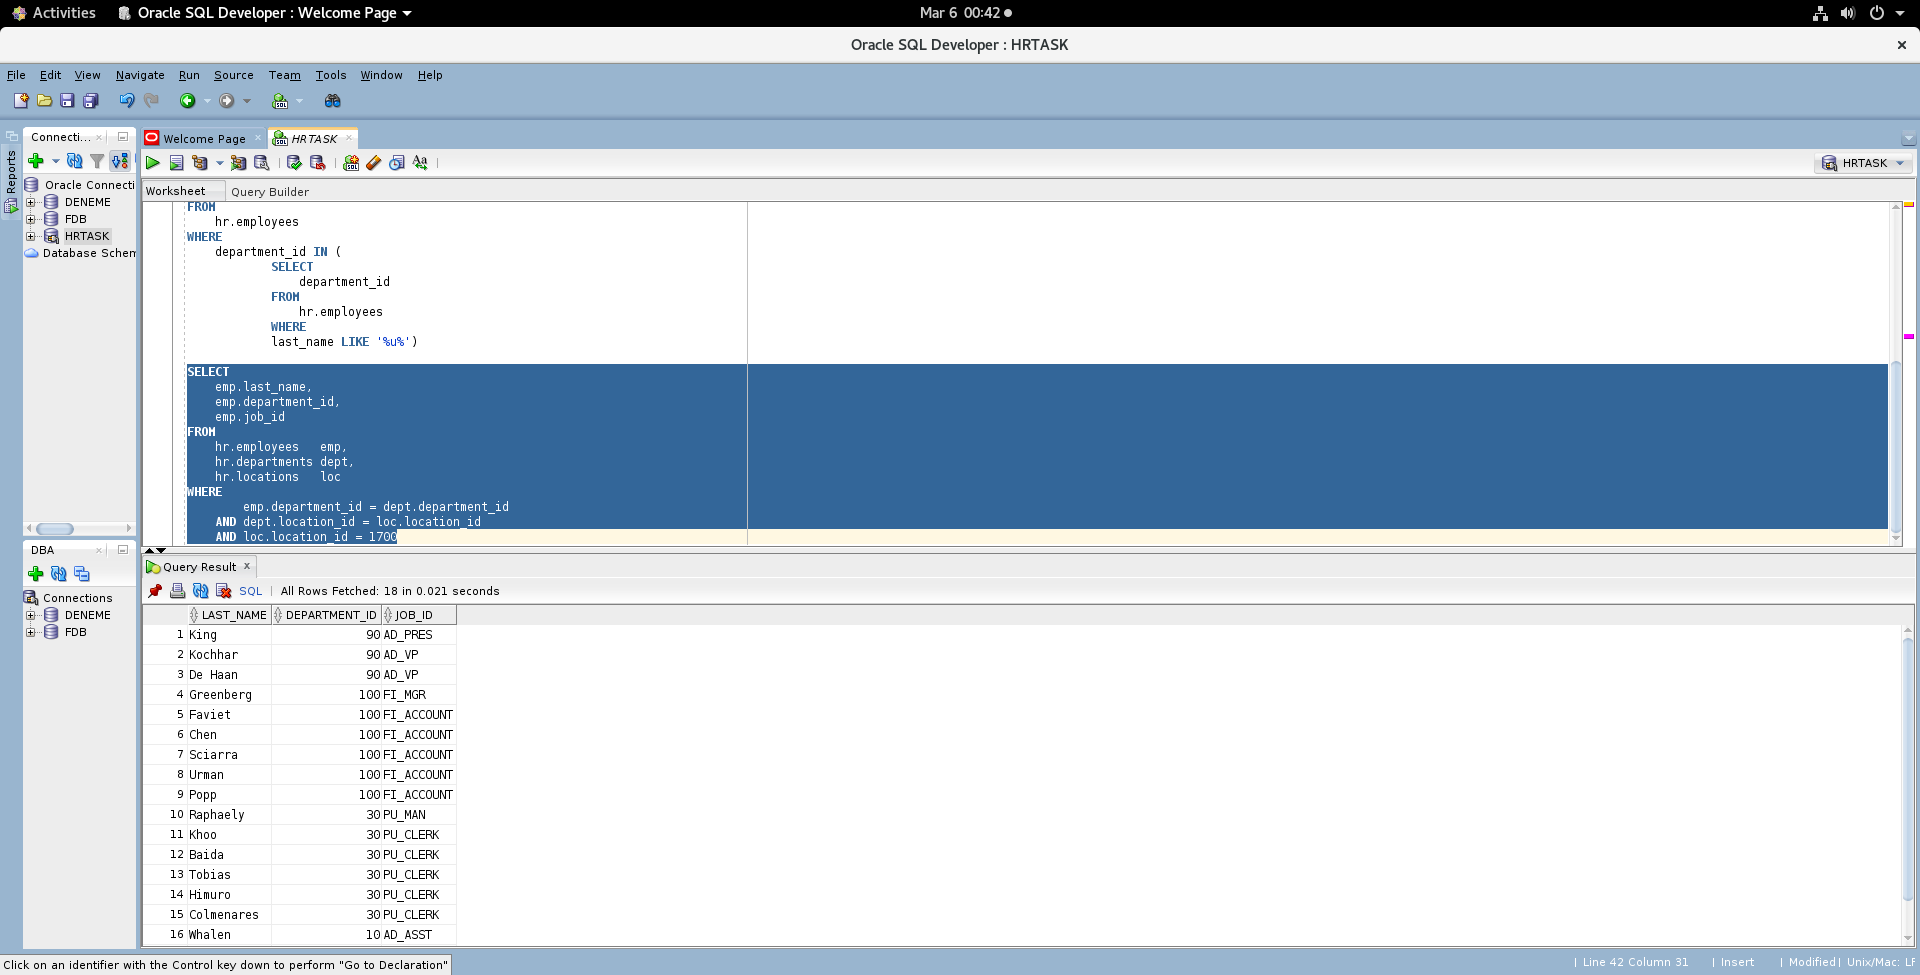 Activities
Oracle SQL Developer : Welcome Page
Mar 6 00:42
Oracle SQL Developer : HRTASK
File Edit View Navigate Run Source Team Tools Window Help
Reports
Connecti...
Oracle Connecti
DENEME
FDB
HRTASK
Database Schem
DBA
Connections
DENEME
FDB
Welcome Page
HRTASK
HRTASK
Worksheet
Query Builder
FROM
hr.employees
WHERE
department_id IN (
SELECT
department_id
FROM
hr.employees
WHERE
last_name LIKE '%u%')
SELECT
emp.last_name,
emp.department_id,
emp.job_id
FROM
hr.employees emp,
hr.departments dept,
hr.locations loc
WHERE
emp.department_id = dept.department_id
AND dept.location_id = loc.location_id
AND loc.location_id = 1700
Query Result
SQL | All Rows Fetched: 18 in 0.021 seconds
LAST_NAME DEPARTMENT_ID JOB_ID
1 King 90 AD_PRES
2 Kochhar 90 AD_VP
3 De Haan 90 AD_VP
4 Greenberg 100 FI_MGR
5 Faviet 100 FI_ACCOUNT
6 Chen 100 FI_ACCOUNT
7 Sciarra 100 FI_ACCOUNT
8 Urman 100 FI_ACCOUNT
9 Popp 100 FI_ACCOUNT
10 Raphaely 30 PU_MAN
11 Khoo 30 PU_CLERK
12 Baida 30 PU_CLERK
13 Tobias 30 PU_CLERK
14 Himuro 30 PU_CLERK
15 Colmenares 30 PU_CLERK
16 Whalen 10 AD_ASST
Click on an identifier with the Control key down to perform "Go to Declaration"
| Line 42 Column 31 | Insert | Modified | Unix/Mac: LF